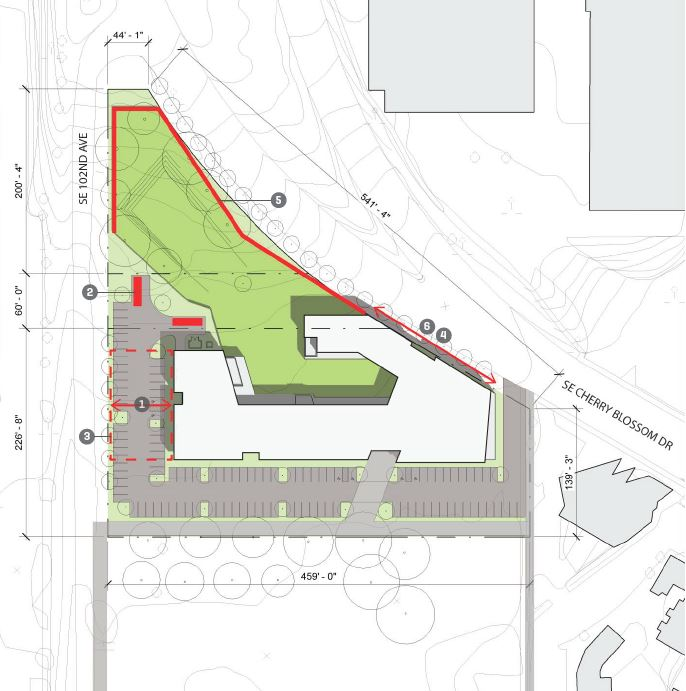 44' - 1"
SE 102ND AVE
200' - 4"
5
541' - 4"
2
60' - 0"
6
4
1
SE CHERRY BLOSSOM DR
3
226' - 8"
139' - 3"
459' - 0"